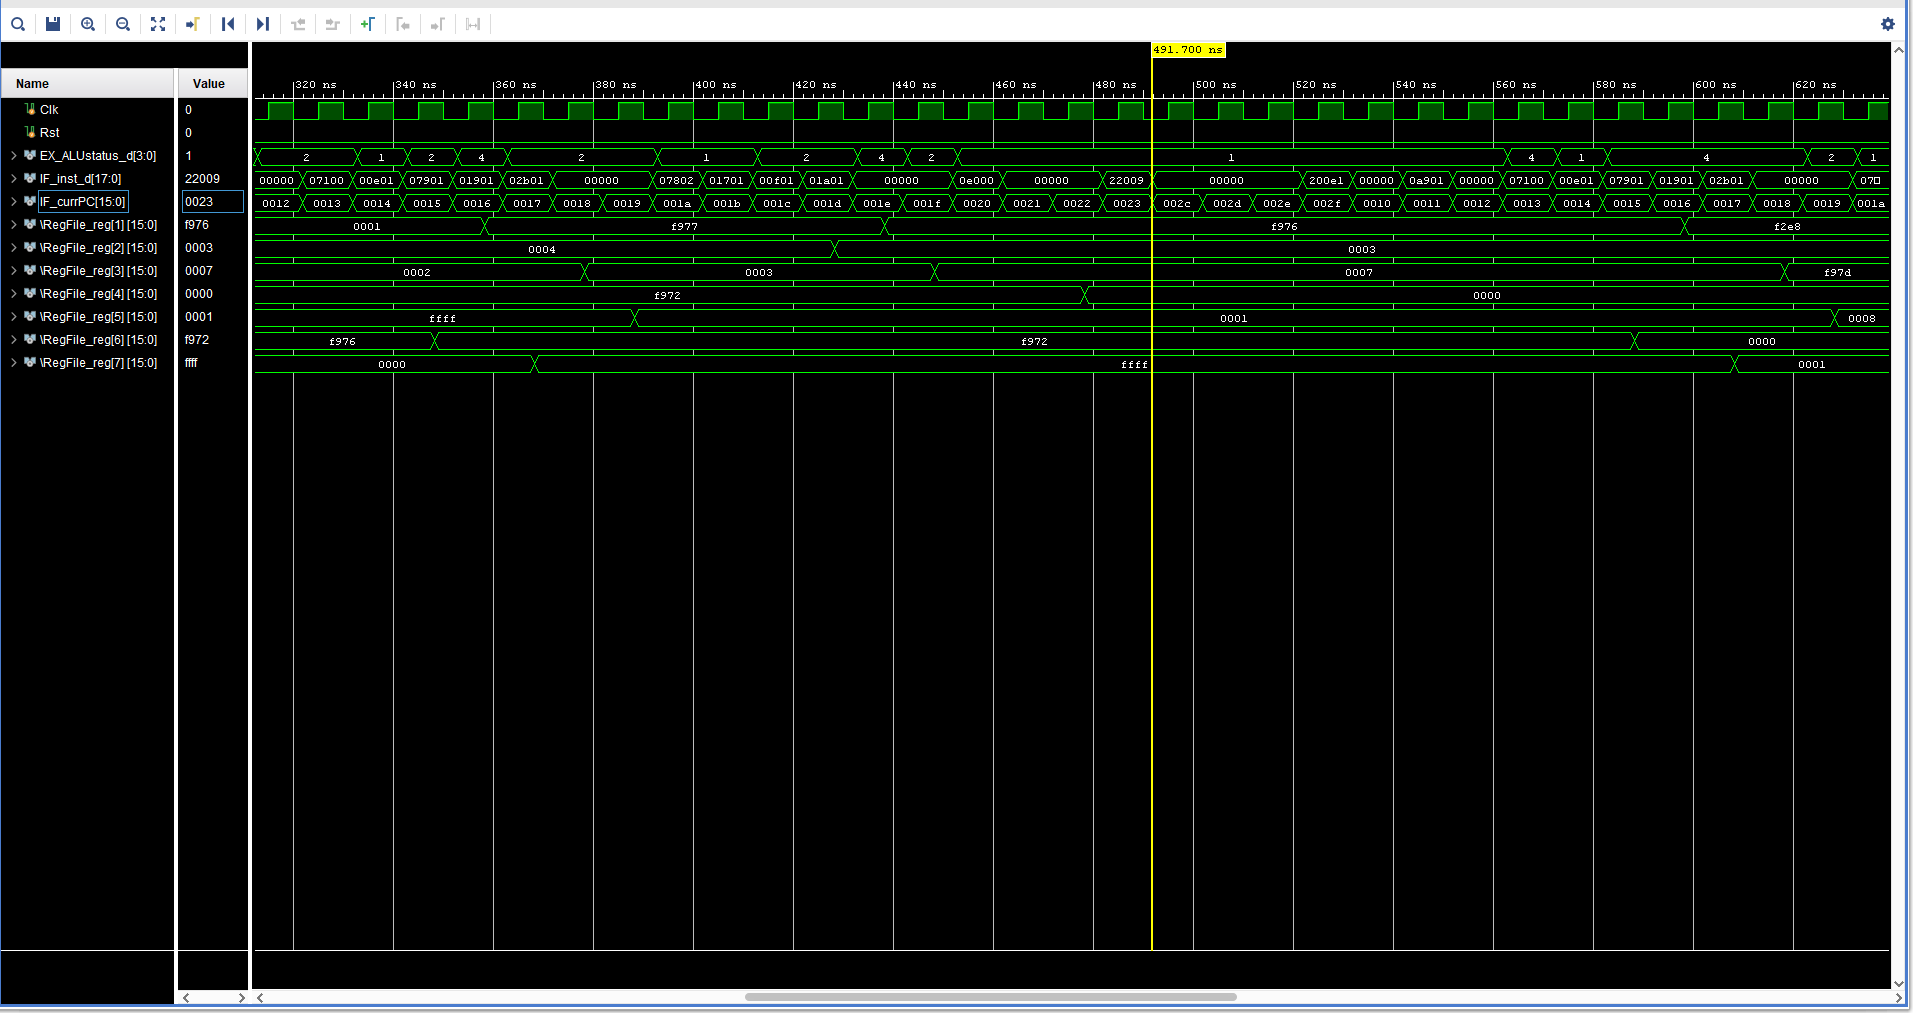 491.700 ns
Name Value 320 ns 340 ns 360 ns 380 ns 400 ns 420 ns 440 ns 460 ns 480 ns 500 ns 520 ns 540 ns 560 ns 580 ns 600 ns 620 ns
Clk 0
Rst 0
EX_ALUstatus_d[3:0] 1 2 1 2 4 2 1 2 4 2 1 4 1 4 2 1
IF_inst_d[17:0] 22009 00000 07100 00e01 07901 01901 02b01 00000 07802 01701 00f01 01a01 00000 0e000 00000 22009 00000 200e1 00000 0a901 00000 07100 00e01 07901 01901 02b01 00000 07
IF_currPC[15:0] 0023 0012 0013 0014 0015 0016 0017 0018 0019 001a 001b 001c 001d 001e 001f 0020 0021 0022 0023 002c 002d 002e 002f 0010 0011 0012 0013 0014 0015 0016 0017 0018 0019 001a
\RegFile_reg[1] [15:0] f976 0001 f977 f976 f2e8
\RegFile_reg[2] [15:0] 0003 0004 0003
\RegFile_reg[3] [15:0] 0007 0002 0003 0007 f97d
\RegFile_reg[4] [15:0] 0000 f972 0000
\RegFile_reg[5] [15:0] 0001 ffff 0001 0008
\RegFile_reg[6] [15:0] f972 f976 f972 0000
\RegFile_reg[7] [15:0] ffff 0000 ffff 0001